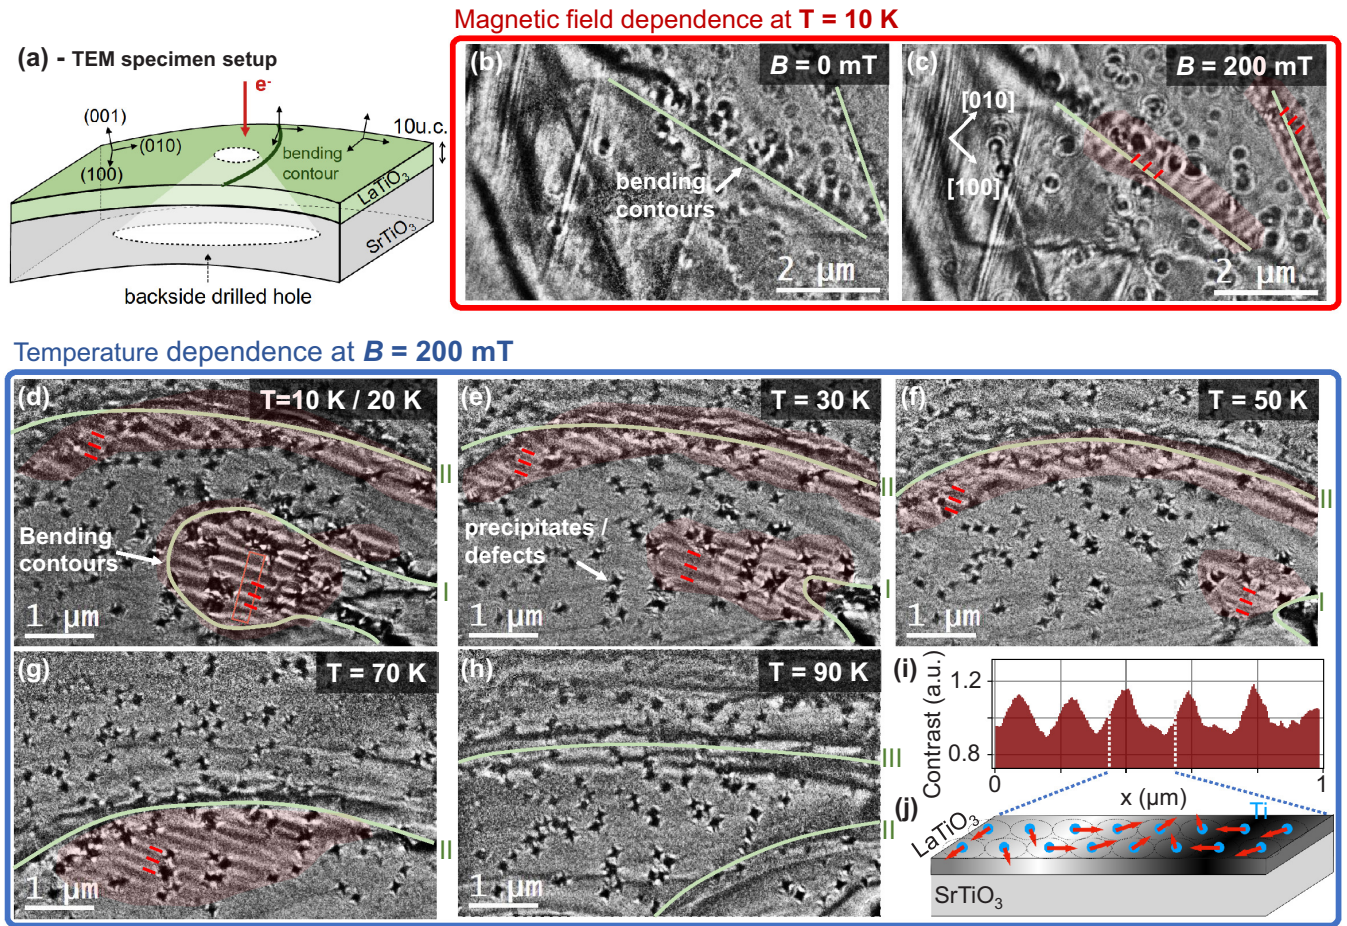 Magnetic field dependence at T = 10 K
(a) - TEM specimen setup
e-
(001)
(010)
(100)
bending
contour
10u.c.
LaTiO3
SrTiO3
backside drilled hole
(b)
B = 0 mT
bending
contours
2 μm
(c)
B = 200 mT
[010]
[100]
2 μm
Temperature dependence at B = 200 mT
(d)
T=10 K / 20 K
II
Bending
contours
I
1 μm
(e)
T = 30 K
II
precipitates /
defects
I
1 μm
(f)
T = 50 K
II
I
1 μm
(g)
T = 70 K
II
1 μm
(h)
T = 90 K
III
II
1 μm
(i)
Contrast (a.u.)
1.2
0.8
0
1
x (μm)
(j)
LaTiO3
Ti
SrTiO3